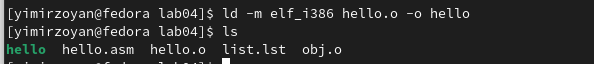 [yimirzoyan@fedora lab04]$ ld -m elf_i386 hello.o -o hello
[yimirzoyan@fedora lab04]$ ls
hello  hello.asm  hello.o  list.lst  obj.o